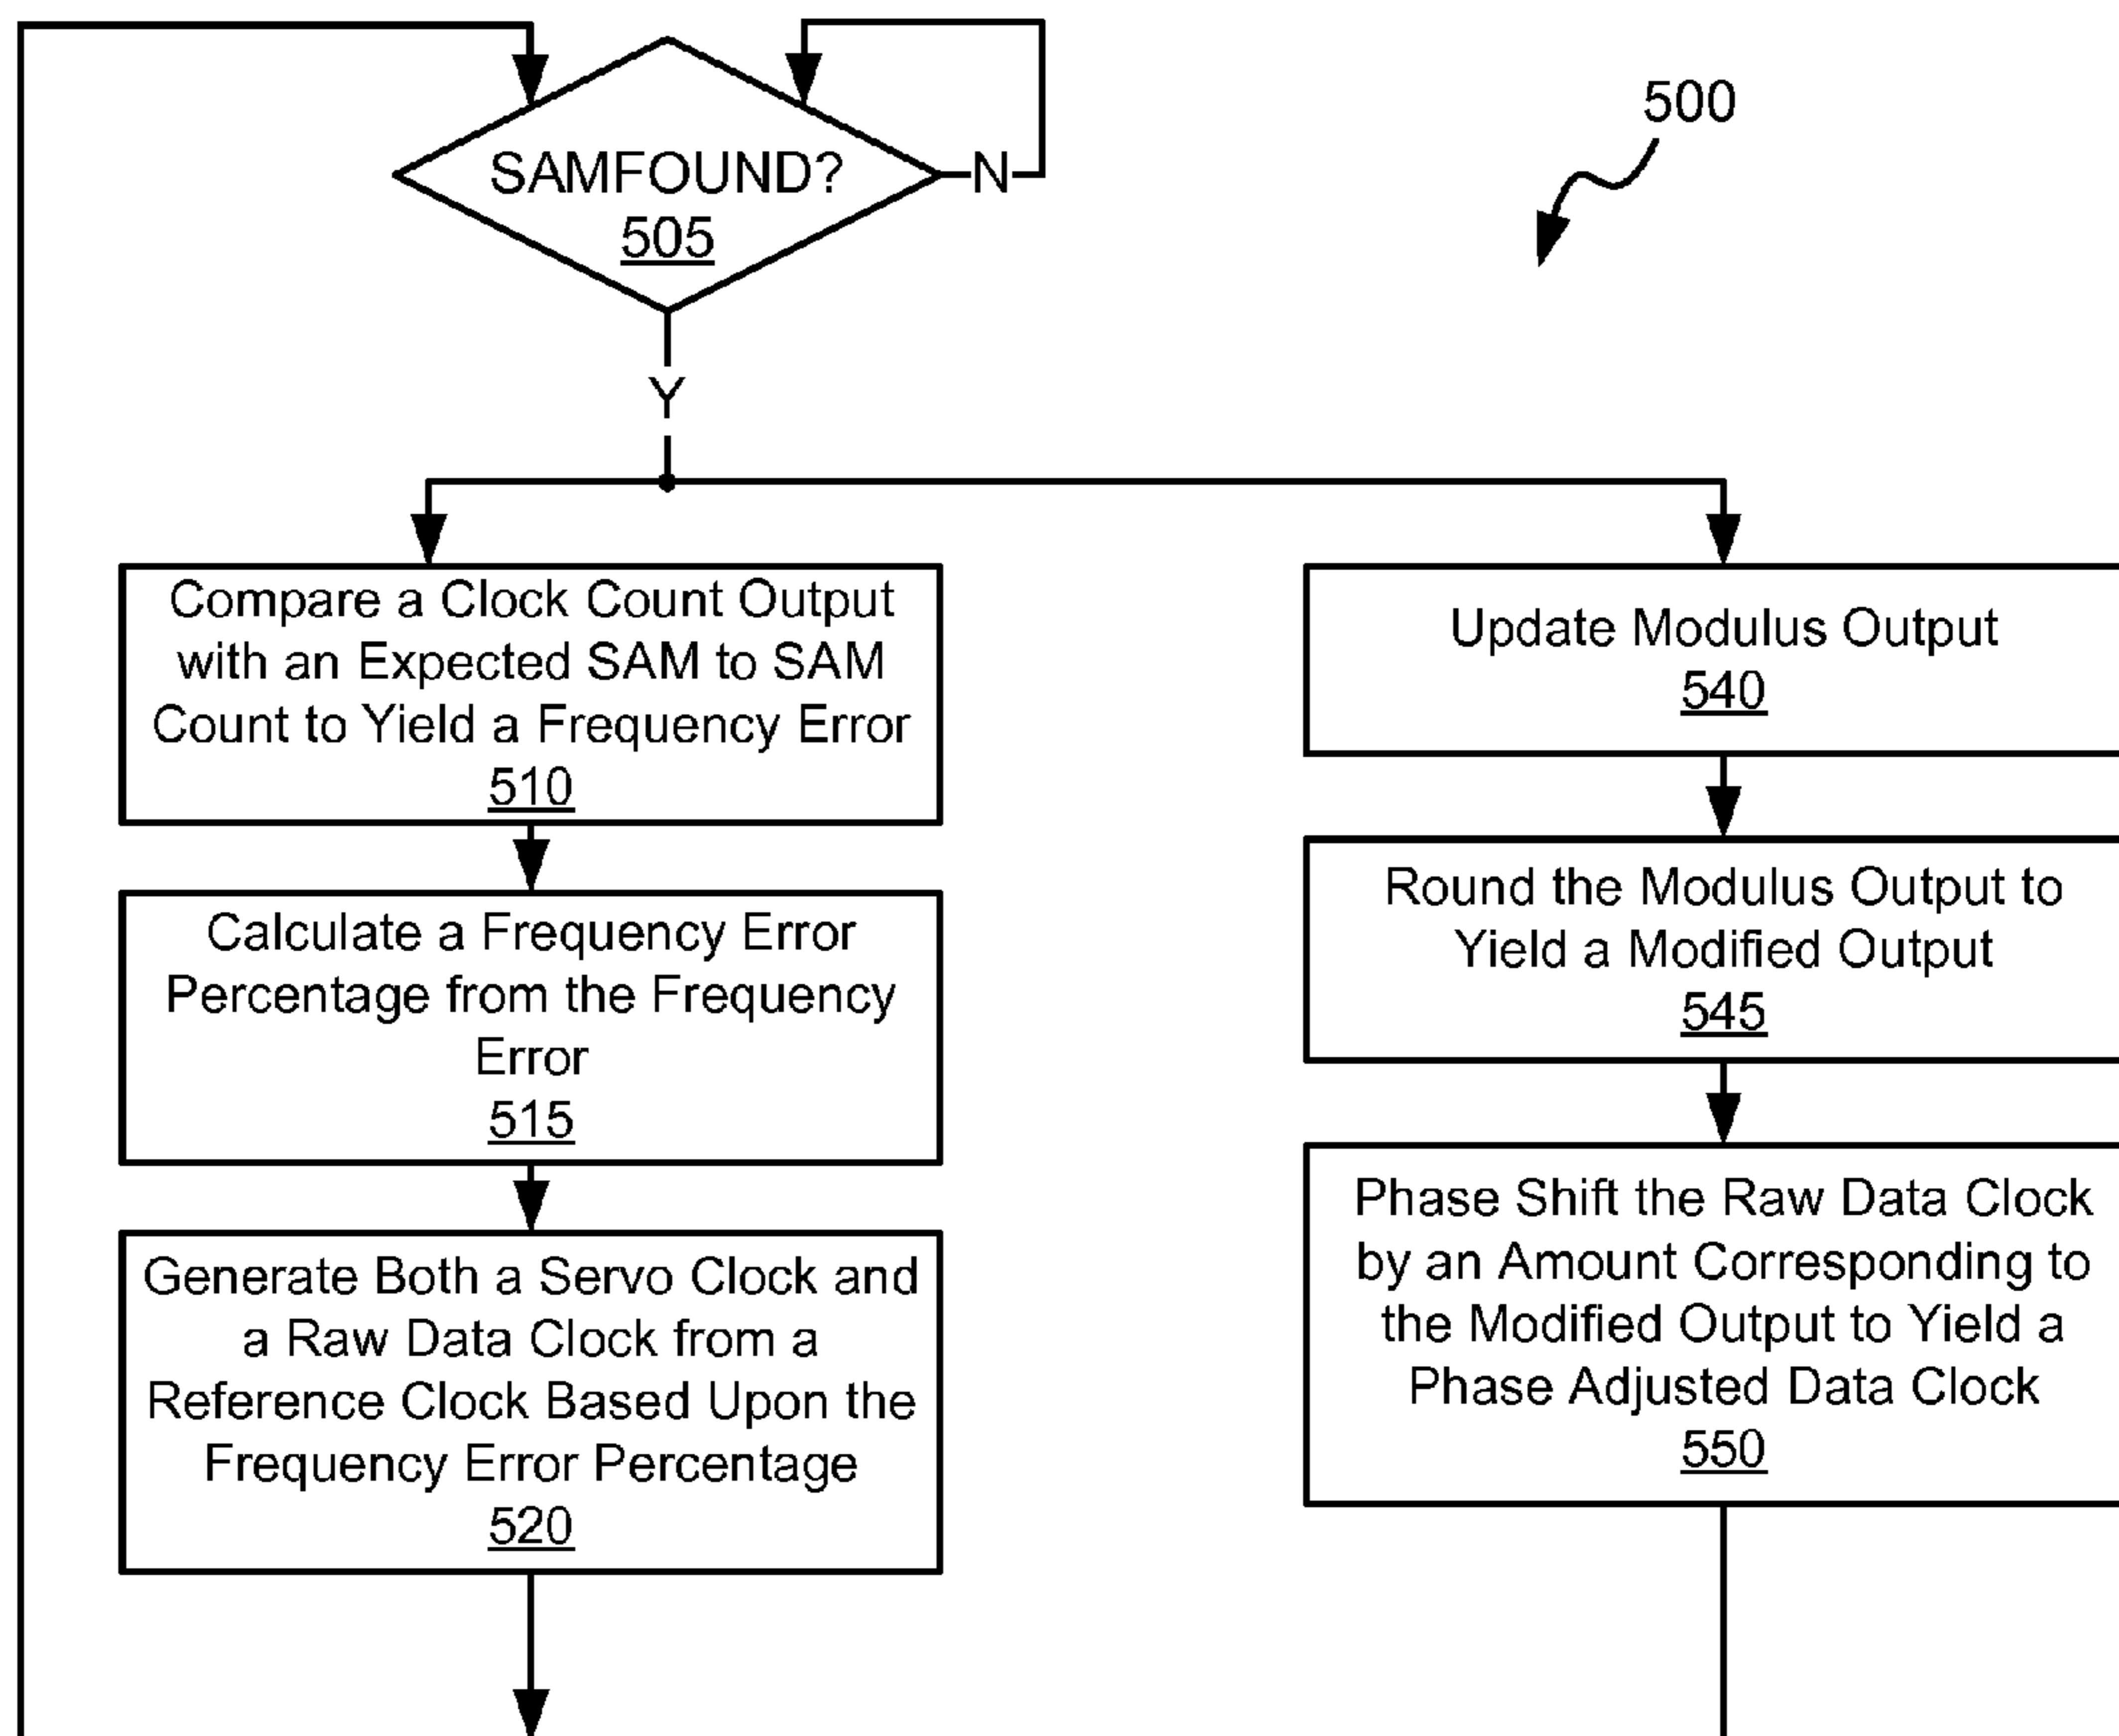 500
SAMFOUND?
505
N
Y
Compare a Clock Count Output
with an Expected SAM to SAM
Count to Yield a Frequency Error
510
Calculate a Frequency Error
Percentage from the Frequency
Error
515
Generate Both a Servo Clock and
a Raw Data Clock from a
Reference Clock Based Upon the
Frequency Error Percentage
520
Update Modulus Output
540
Round the Modulus Output to
Yield a Modified Output
545
Phase Shift the Raw Data Clock
by an Amount Corresponding to
the Modified Output to Yield a
Phase Adjusted Data Clock
550